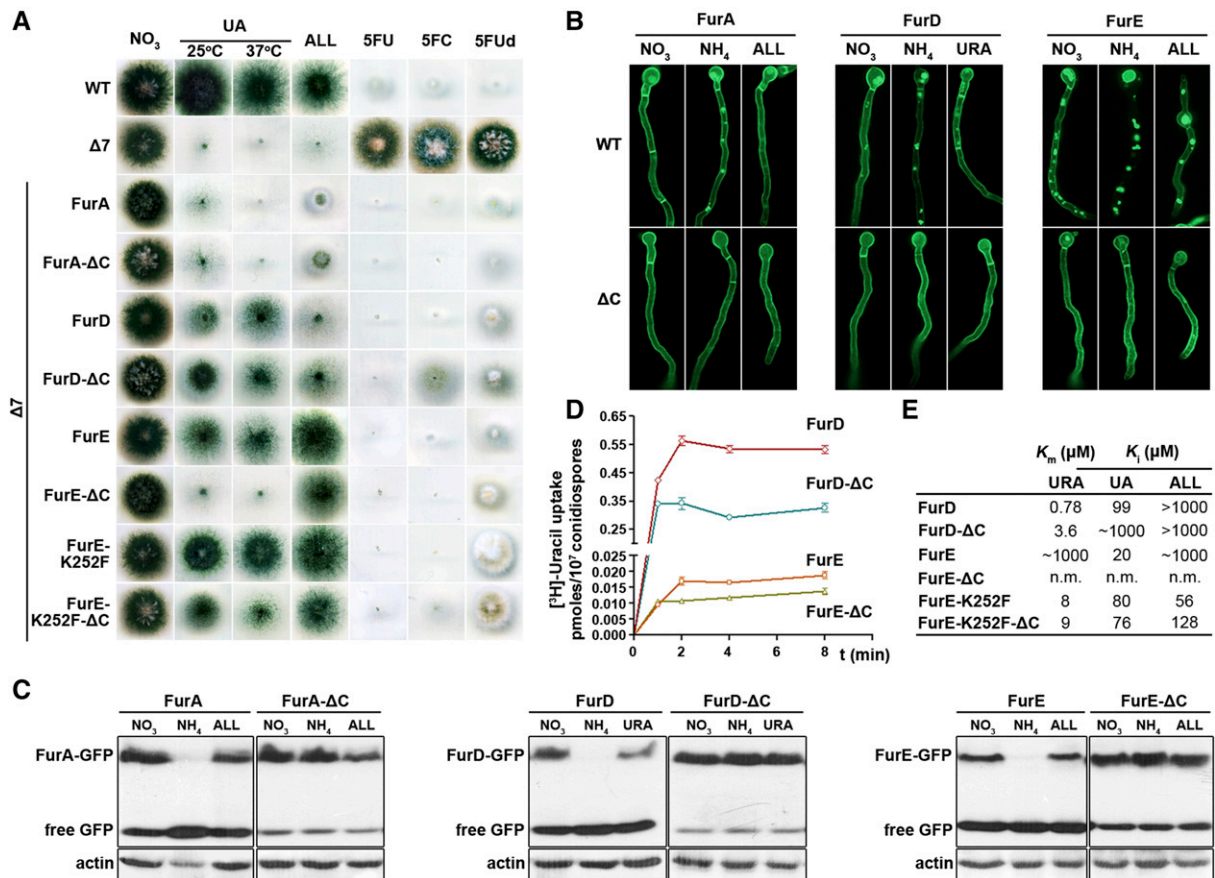 A
NO3
UA
25°C
37°C
ALL
5FU
5FC
5FUd
WT
Δ7
Δ7
FurA
FurA-ΔC
FurD
FurD-ΔC
FurE
FurE-ΔC
FurE-
K252F
FurE-
K252F-ΔC
B
FurA
FurD
FurE
NO3 NH4 ALL
NO3 NH4 URA
NO3 NH4 ALL
WT
ΔC
D
[³H]-Uracil uptake
pmoles/10⁷ conidiospores
0.65
0.55
0.45
0.35
0.25
0.020
0.015
0.010
0.005
0.000
0 2 4 6 8
t (min)
FurD
FurD-ΔC
FurE
FurE-ΔC
E
Km (μM) Ki (μM)
URA UA ALL
FurD 0.78 99 >1000
FurD-ΔC 3.6 ~1000 >1000
FurE ~1000 20 ~1000
FurE-ΔC n.m. n.m. n.m.
FurE-K252F 8 80 56
FurE-K252F-ΔC 9 76 128
C
FurA FurA-ΔC
NO3 NH4 ALL NO3 NH4 ALL
FurA-GFP
free GFP
actin
FurD FurD-ΔC
NO3 NH4 URA NO3 NH4 URA
FurD-GFP
free GFP
actin
FurE FurE-ΔC
NO3 NH4 ALL NO3 NH4 ALL
FurE-GFP
free GFP
actin